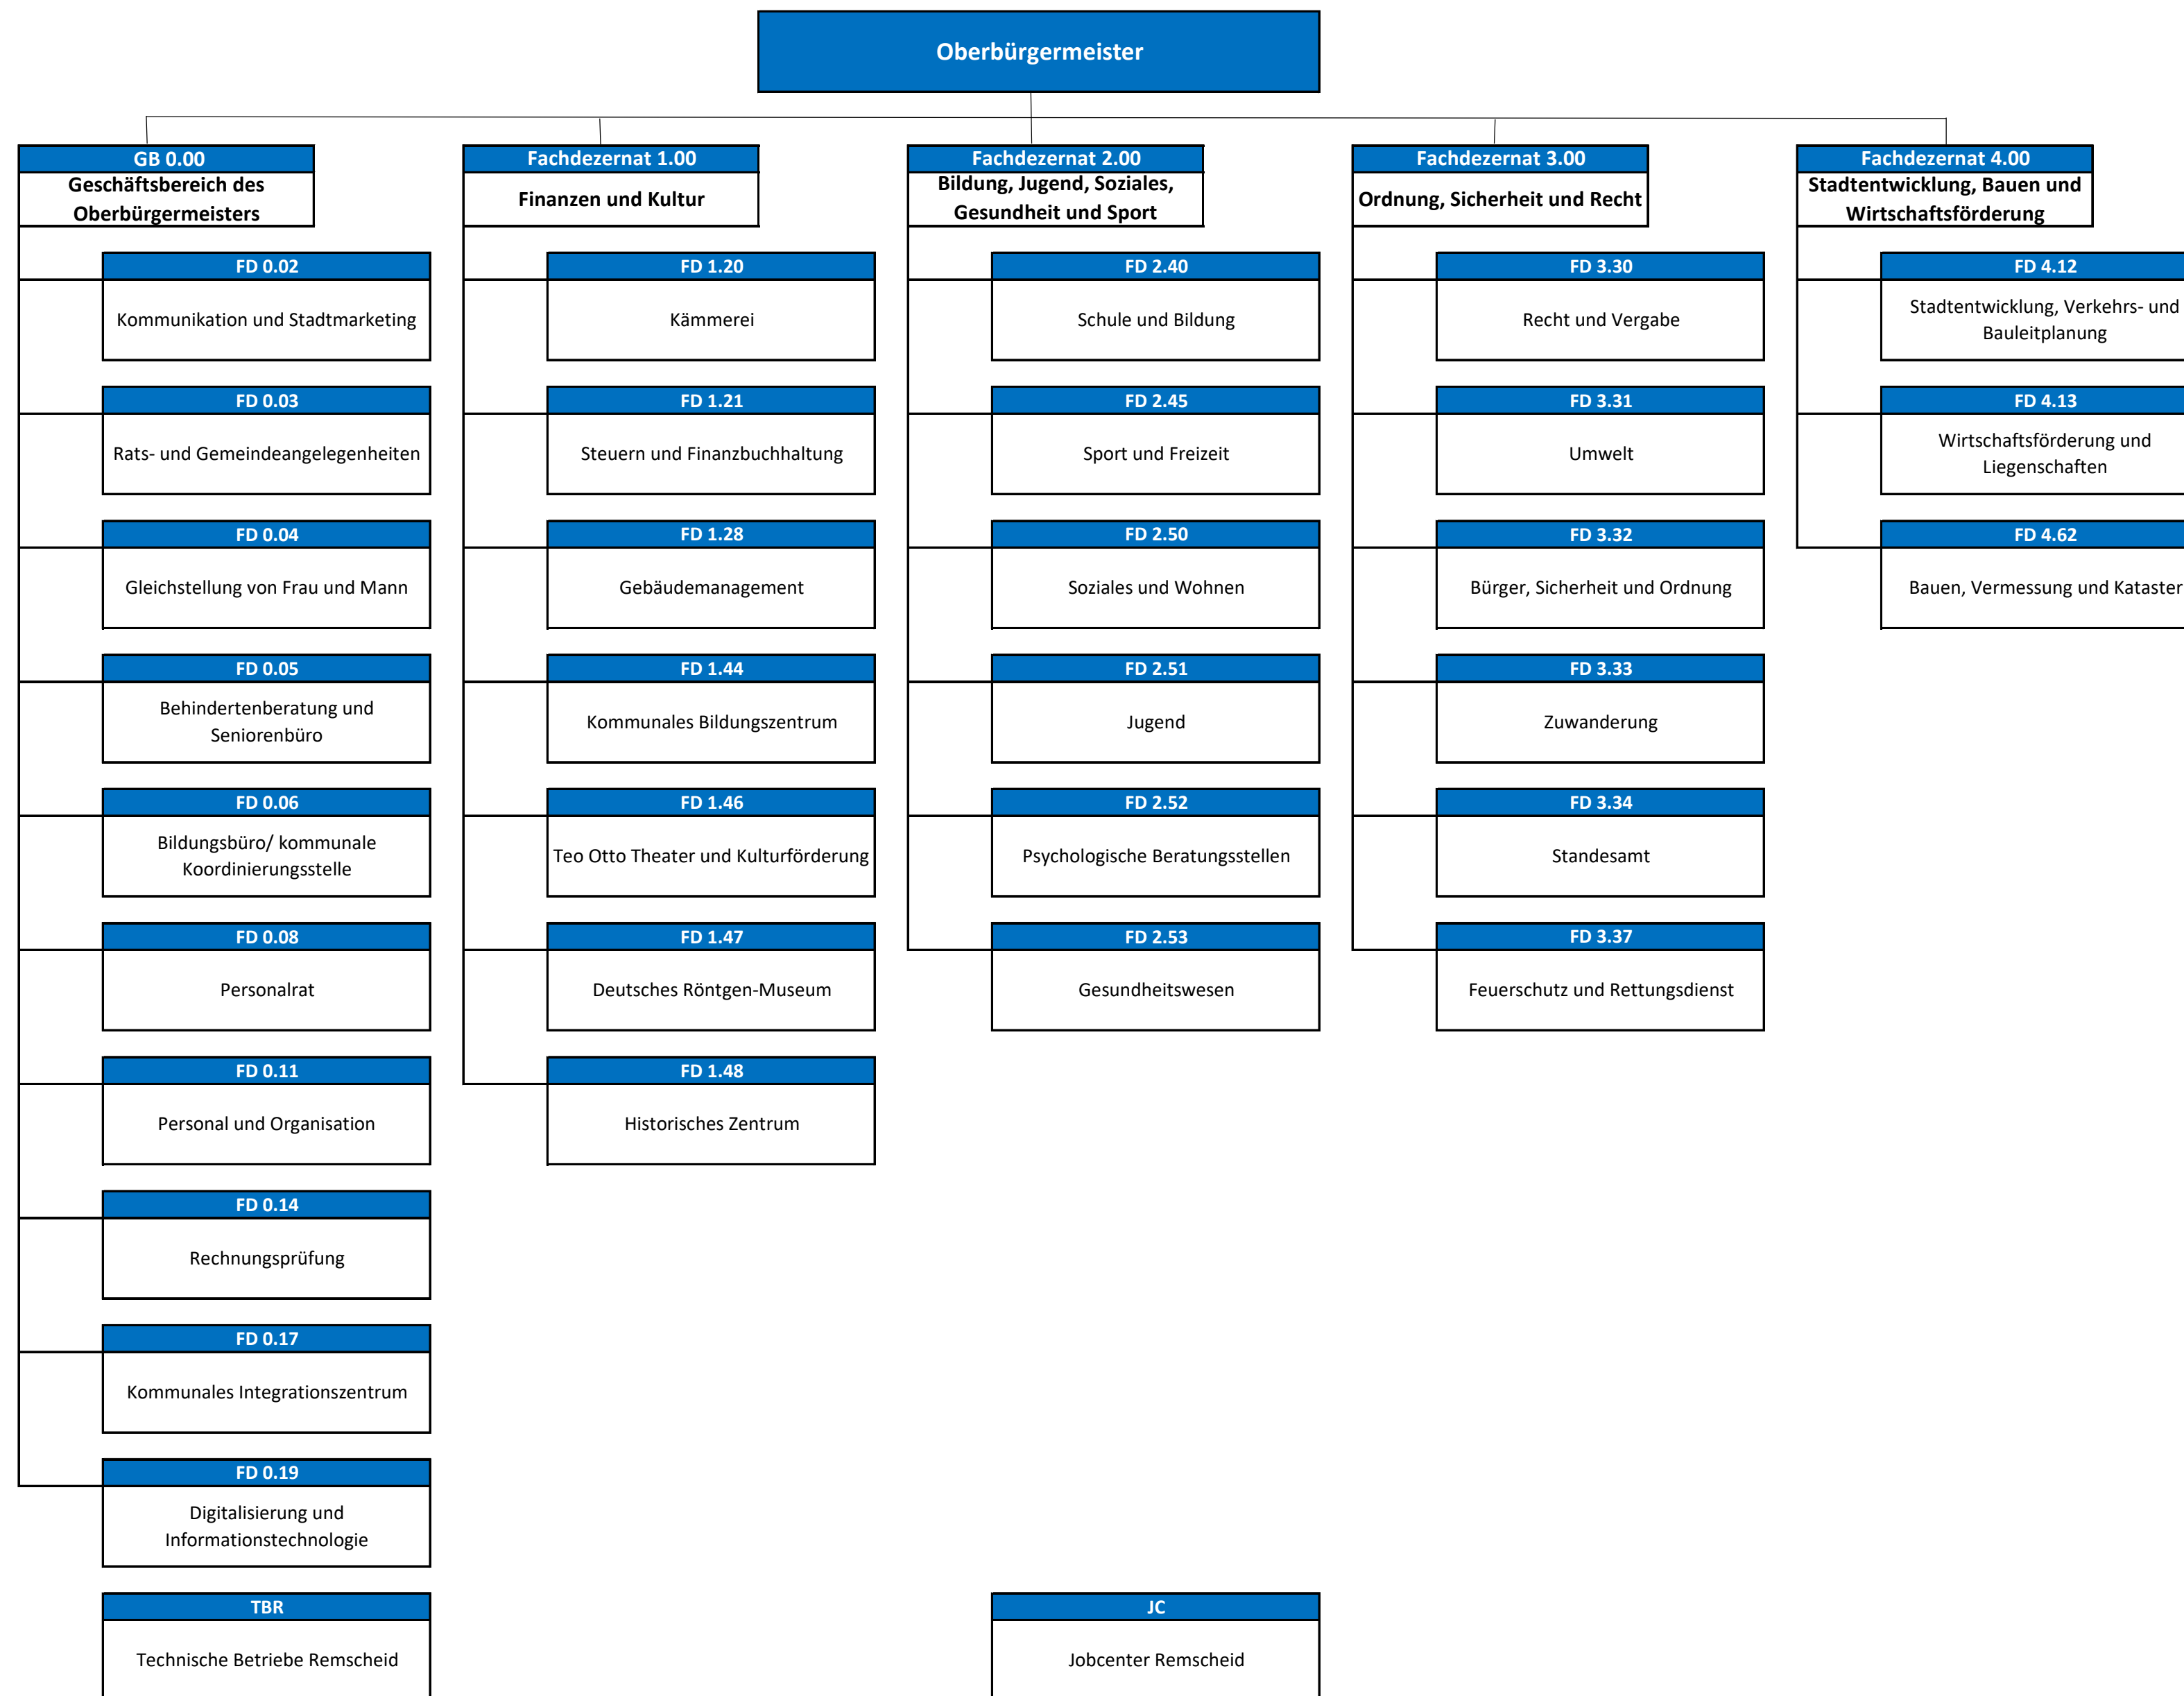 Oberbürgermeister
GB 0.00
Geschäftsbereich des
Oberbürgermeisters
FD 0.02
Kommunikation und Stadtmarketing
FD 0.03
Rats- und Gemeindeangelegenheiten
FD 0.04
Gleichstellung von Frau und Mann
FD 0.05
Behindertenberatung und
Seniorenbüro
FD 0.06
Bildungsbüro/ kommunale
Koordinierungsstelle
FD 0.08
Personalrat
FD 0.11
Personal und Organisation
FD 0.14
Rechnungsprüfung
FD 0.17
Kommunales Integrationszentrum
FD 0.19
Digitalisierung und
Informationstechnologie
TBR
Technische Betriebe Remscheid
Fachdezernat 1.00
Finanzen und Kultur
FD 1.20
Kämmerei
FD 1.21
Steuern und Finanzbuchhaltung
FD 1.28
Gebäudemanagement
FD 1.44
Kommunales Bildungszentrum
FD 1.46
Teo Otto Theater und Kulturförderung
FD 1.47
Deutsches Röntgen-Museum
FD 1.48
Historisches Zentrum
Fachdezernat 2.00
Bildung, Jugend, Soziales,
Gesundheit und Sport
FD 2.40
Schule und Bildung
FD 2.45
Sport und Freizeit
FD 2.50
Soziales und Wohnen
FD 2.51
Jugend
FD 2.52
Psychologische Beratungsstellen
FD 2.53
Gesundheitswesen
JC
Jobcenter Remscheid
Fachdezernat 3.00
Ordnung, Sicherheit und Recht
FD 3.30
Recht und Vergabe
FD 3.31
Umwelt
FD 3.32
Bürger, Sicherheit und Ordnung
FD 3.33
Zuwanderung
FD 3.34
Standesamt
FD 3.37
Feuerschutz und Rettungsdienst
Fachdezernat 4.00
Stadtentwicklung, Bauen und
Wirtschaftsförderung
FD 4.12
Stadtentwicklung, Verkehrs- und
Bauleitplanung
FD 4.13
Wirtschaftsförderung und
Liegenschaften
FD 4.62
Bauen, Vermessung und Kataster